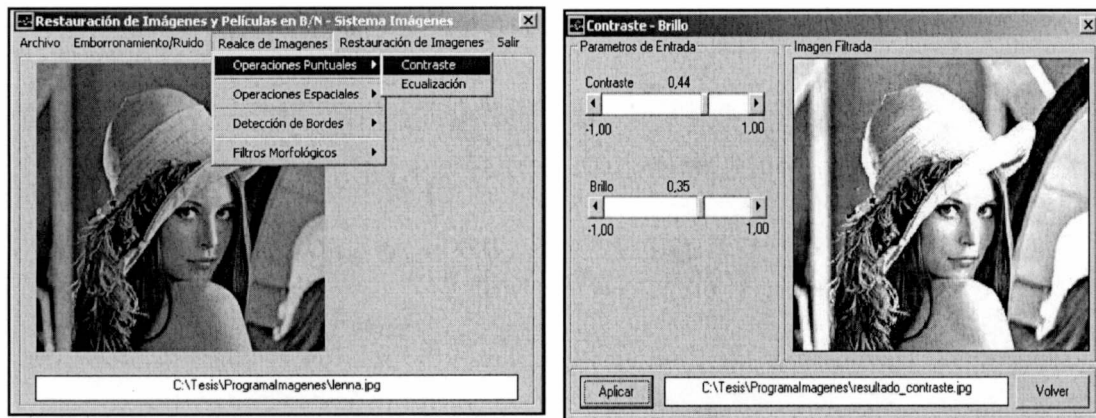 Restauración de Imágenes y Películas en B/N - Sistema Imágenes
Archivo Emborronamiento/Ruido Realce de Imagenes Restauración de Imagenes Salir
Operaciones Puntuales
Contraste
Ecualización
Operaciones Espaciales
Detección de Bordes
Filtros Morfológicos
C:\Tesis\ProgramaImagenes\lenna.jpg
Contraste - Brillo
Parametros de Entrada
Contraste 0,44
-1,00 1,00
Brillo 0,35
-1,00 1,00
Imagen Filtrada
Aplicar
C:\Tesis\ProgramaImagenes\resultado_contraste.jpg
Volver